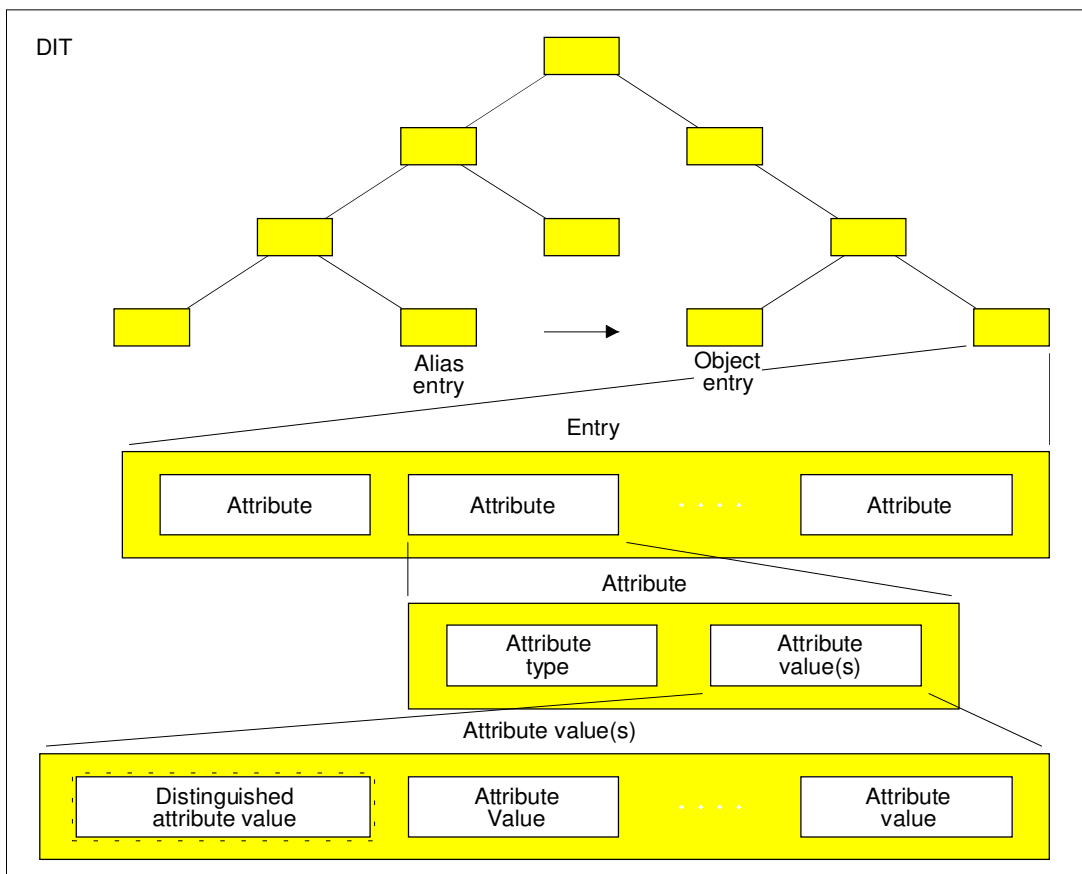 DIT
Alias
entry
Object
entry
Entry
Attribute
Attribute
. . . .
Attribute
Attribute
Attribute
type
Attribute
value(s)
Attribute value(s)
Distinguished
attribute value
Attribute
Value
. . . .
Attribute
value